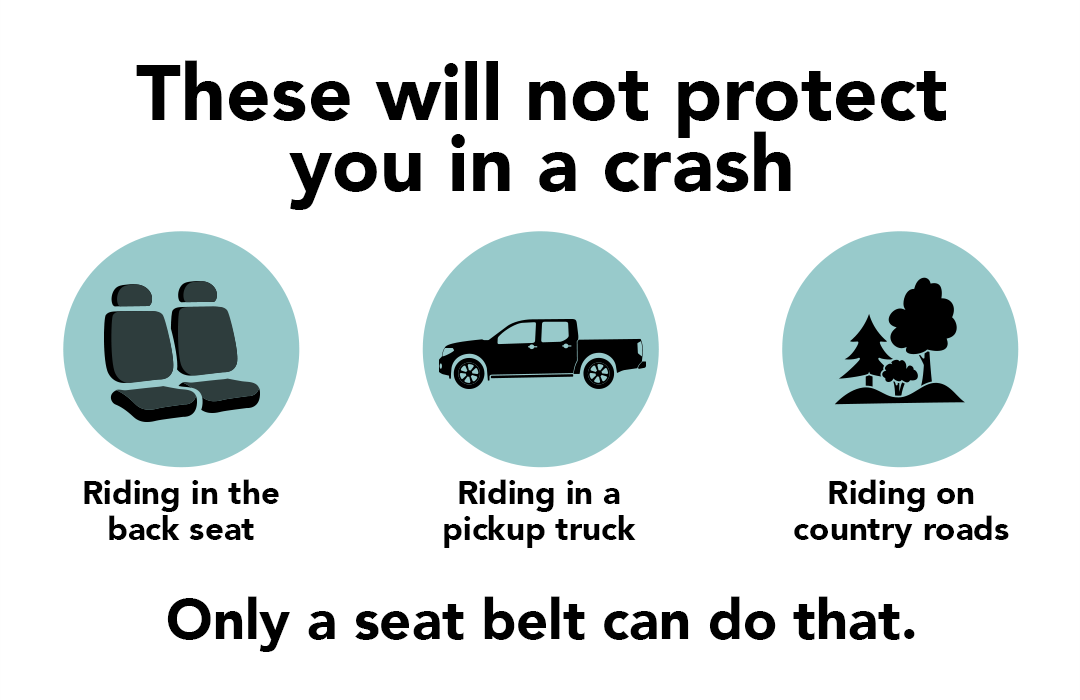 These will not protect
you in a crash
Riding in the
back seat
Riding in a
pickup truck
Riding on
country roads
Only a seat belt can do that.